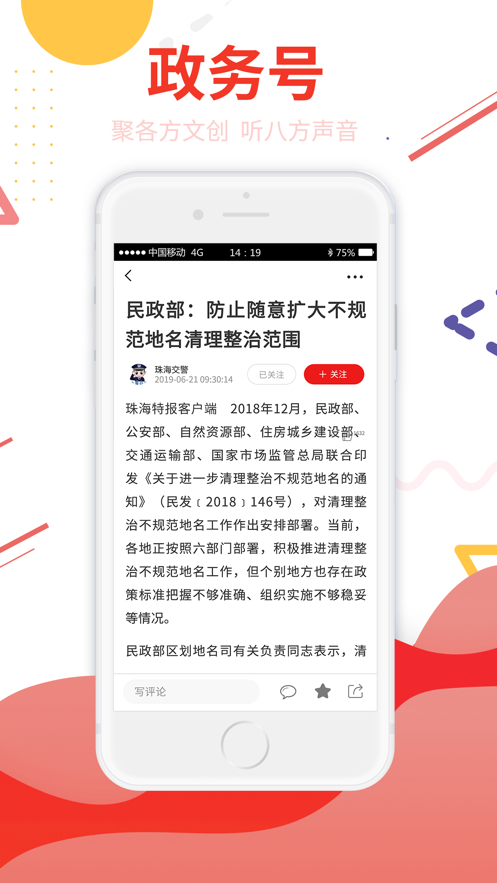 政务号
聚各方文创 听八方声音
中国移动 4G 14:19 75%
民政部：防止随意扩大不规
范地名清理整治范围
珠海交警
2019-06-21 09:30:14
已关注
＋ 关注
珠海特报客户端　2018年12月，民政部、
公安部、自然资源部、住房城乡建设部、
交通运输部、国家市场监管总局联合印
发《关于进一步清理整治不规范地名的通
知》（民发﹝2018﹞146号），对清理整
治不规范地名工作作出安排部署。当前，
各地正按照六部门部署，积极推进清理整
治不规范地名工作，但个别地方也存在政
策标准把握不够准确、组织实施不够稳妥
等情况。
民政部区划地名司有关负责同志表示，清
写评论